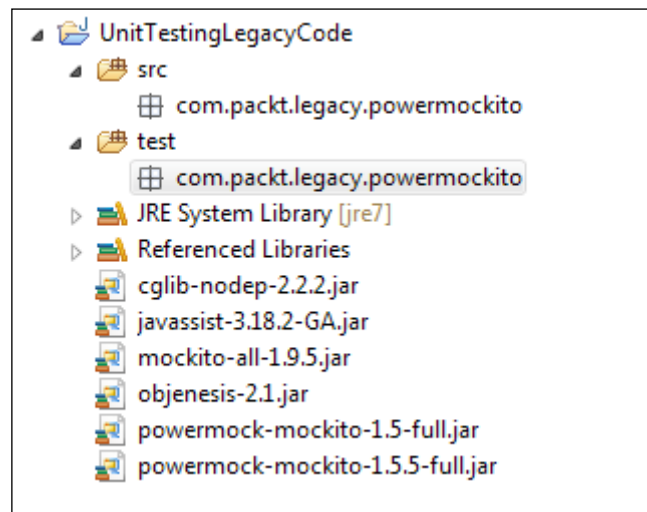 UnitTestingLegacyCode
src
com.packt.legacy.powermockito
test
com.packt.legacy.powermockito
JRE System Library [jre7]
Referenced Libraries
cglib-nodep-2.2.2.jar
javassist-3.18.2-GA.jar
mockito-all-1.9.5.jar
objenesis-2.1.jar
powermock-mockito-1.5-full.jar
powermock-mockito-1.5.5-full.jar